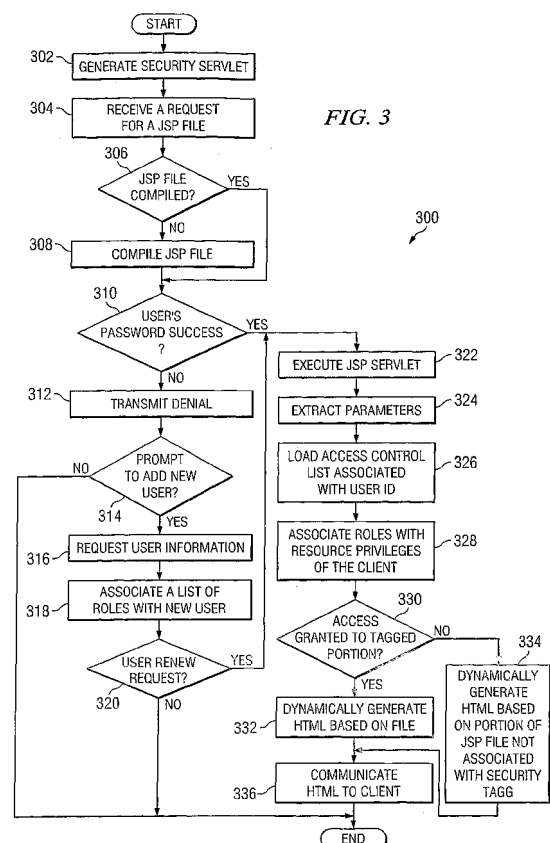 START
302
GENERATE SECURITY SERVLET
304
RECEIVE A REQUEST
FOR A JSP FILE
FIG. 3
306
JSP FILE
COMPILED?
YES
NO
300
308
COMPILE JSP FILE
310
USER'S
PASSWORD SUCCESS
?
YES
NO
312
TRANSMIT DENIAL
NO
PROMPT
TO ADD NEW
USER?
314
YES
316
REQUEST USER INFORMATION
318
ASSOCIATE A LIST OF
ROLES WITH NEW USER
USER RENEW
REQUEST?
YES
320
NO
EXECUTE JSP SERVLET
322
EXTRACT PARAMETERS
324
LOAD ACCESS CONTROL
LIST ASSOCIATED
WITH USER ID
326
ASSOCIATE ROLES WITH
RESOURCE PRIVILEGES
OF THE CLIENT
328
330
ACCESS
GRANTED TO TAGGED
PORTION?
NO
YES
334
DYNAMICALLY
GENERATE
HTML BASED
ON PORTION OF
JSP FILE NOT
ASSOCIATED
WITH SECURITY
TAGG
332
DYNAMICALLY GENERATE
HTML BASED ON FILE
336
COMMUNICATE
HTML TO CLIENT
END